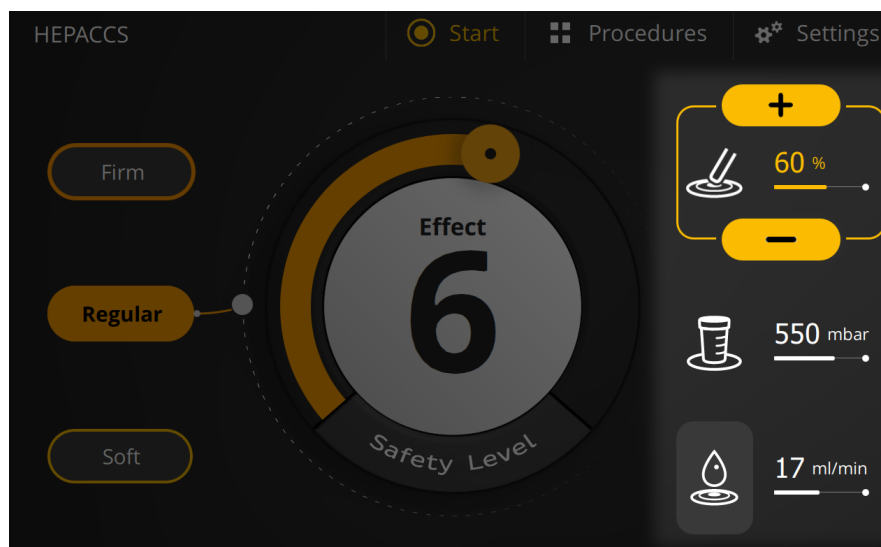 HEPACCS Start Procedures Settings
Firm
Regular
Soft
Effect
6
Safety Level
+
60 %
−
550 mbar
17 ml/min